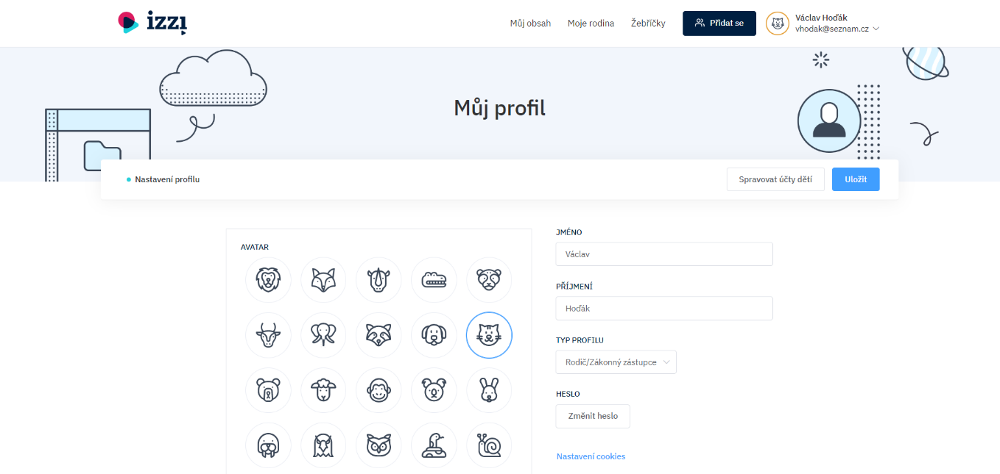 izzi
Můj obsah
Moje rodina
Žebříčky
Přidat se
Václav Hoďák
vhodak@seznam.cz
Můj profil
Nastavení profilu
Spravovat účty dětí
Uložit
AVATAR
JMÉNO
Václav
PŘÍJMENÍ
Hoďák
TYP PROFILU
Rodič/Zákonný zástupce
HESLO
Změnit heslo
Nastavení cookies